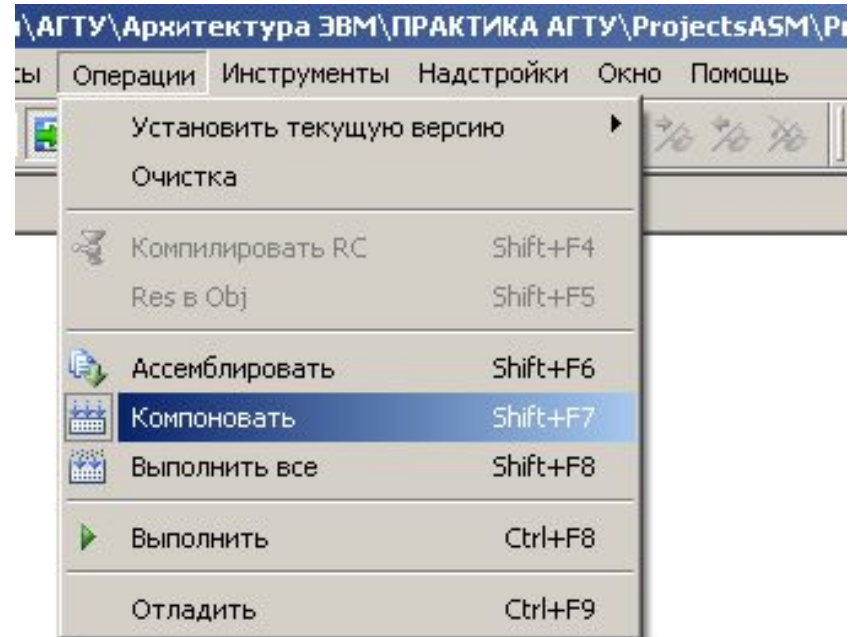 \АГТУ\Архитектура ЭВМ\ПРАКТИКА АГТУ\ProjectsASM\
Операции Инструменты Надстройки Окно Помощь
Установить текущую версию
Очистка
Компилировать RC Shift+F4
Res в Obj Shift+F5
Ассемблировать Shift+F6
Компоновать Shift+F7
Выполнить все Shift+F8
Выполнить Ctrl+F8
Отладить Ctrl+F9